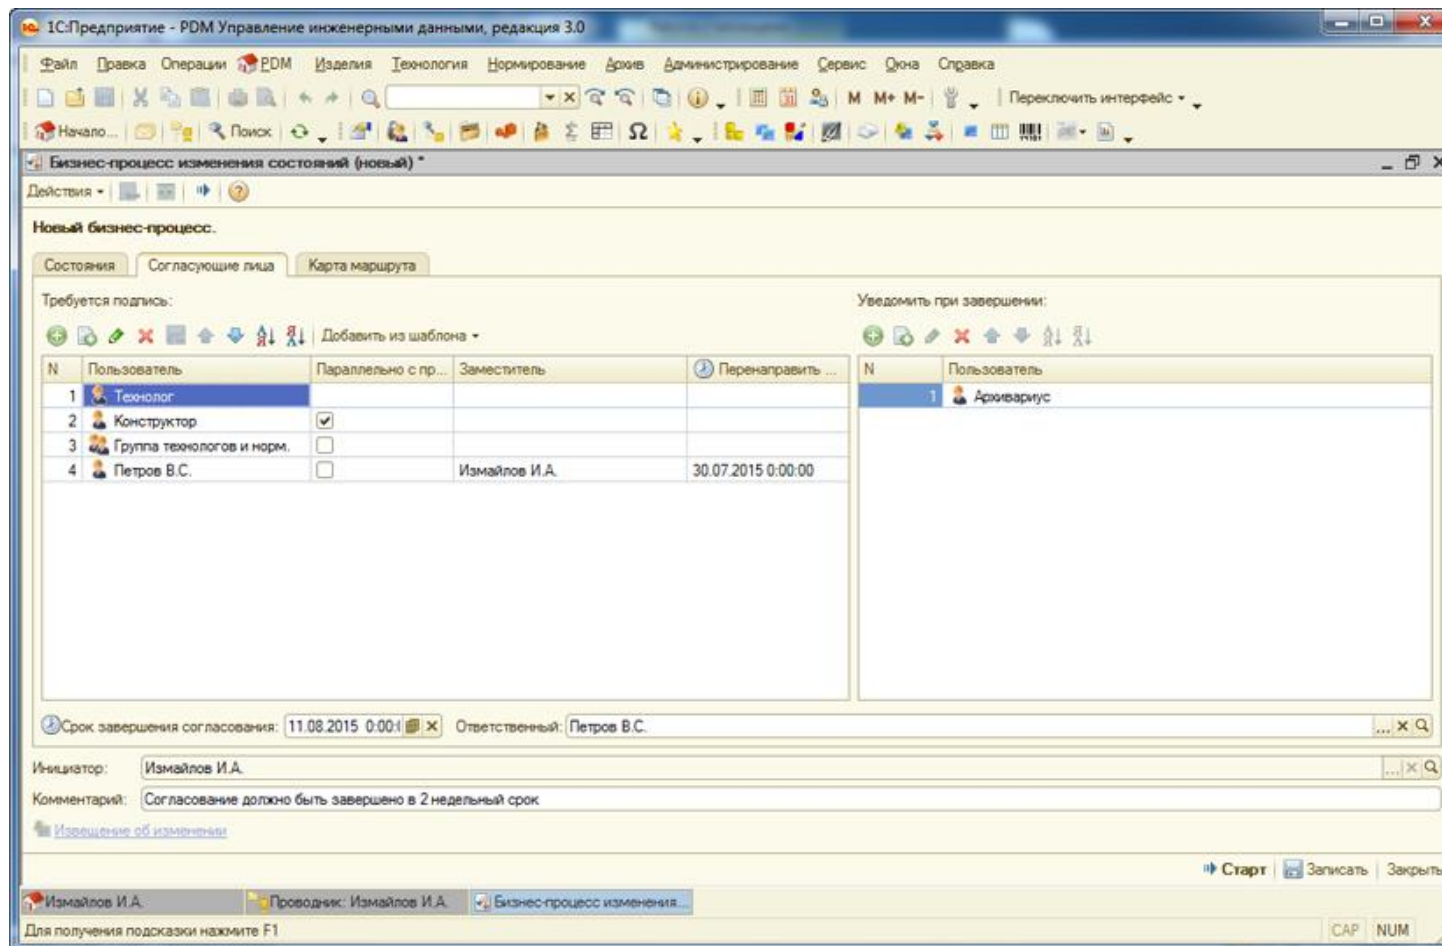 1С:Предприятие - PDM Управление инженерными данными, редакция 3.0
Файл Правка Операции PDM Изделия Технология Нормирование Архив Администрирование Сервис Окна Справка
M M+ M- Переключить интерфейс
Начало... Поиск
Бизнес-процесс изменения состояний (новый) *
Действия
Новый бизнес-процесс.
Состояния Согласующие лица Карта маршрута
Требуется подпись: Уведомить при завершении:
Добавить из шаблона
N Пользователь Параллельно с пр... Заместитель Перенаправить ... N Пользователь
1 Технолог 1 Архивариус
2 Конструктор
3 Группа технологов и норм.
4 Петров В.С. Измайлов И.А. 30.07.2015 0:00:00
Срок завершения согласования: 11.08.2015 0:00:0 Ответственный: Петров В.С. ...
Инициатор: Измайлов И.А. ...
Комментарий: Согласование должно быть завершено в 2 недельный срок
Извещение об изменении
Старт Записать Закрыть
Измайлов И.А. Проводник: Измайлов И.А. Бизнес-процесс изменения...
Для получения подсказки нажмите F1 CAP NUM